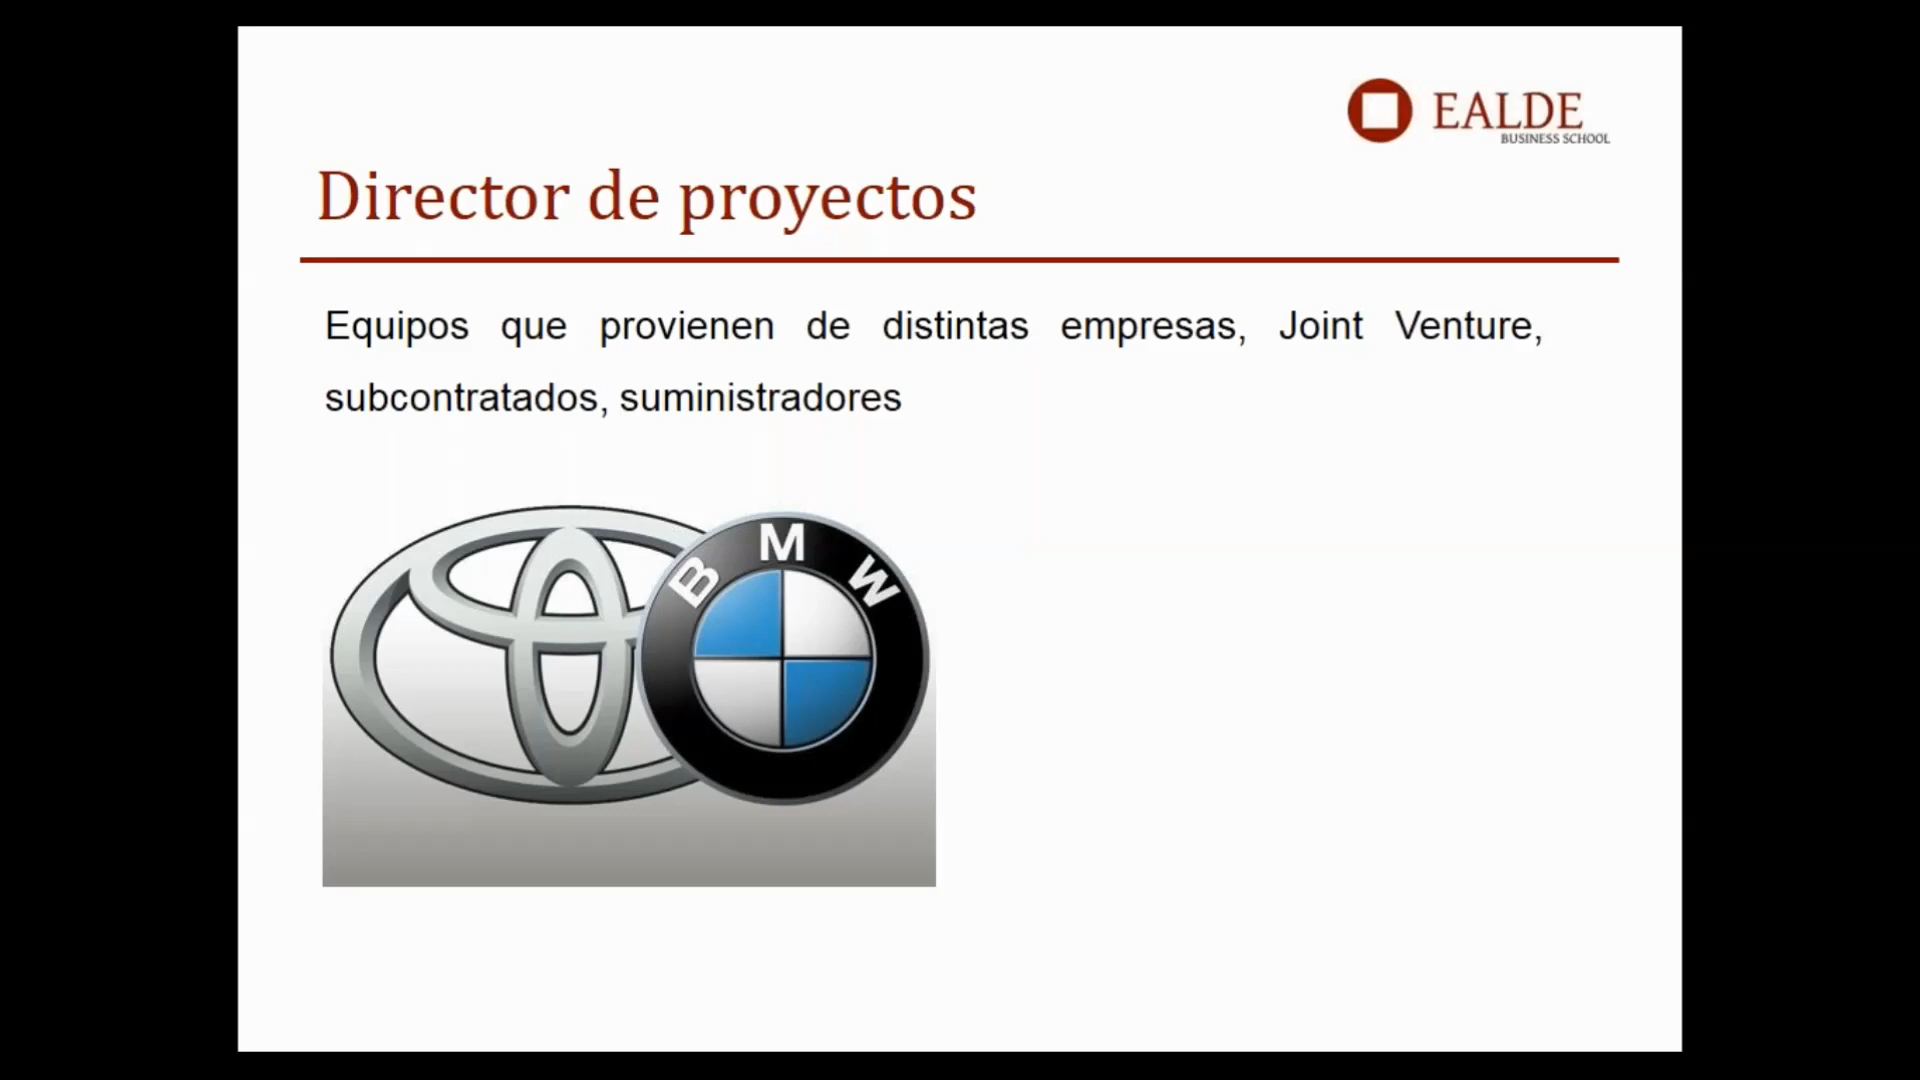 EALDE
BUSINESS SCHOOL
Director de proyectos
Equipos que provienen de distintas empresas, Joint Venture,
subcontratados, suministradores
BMW